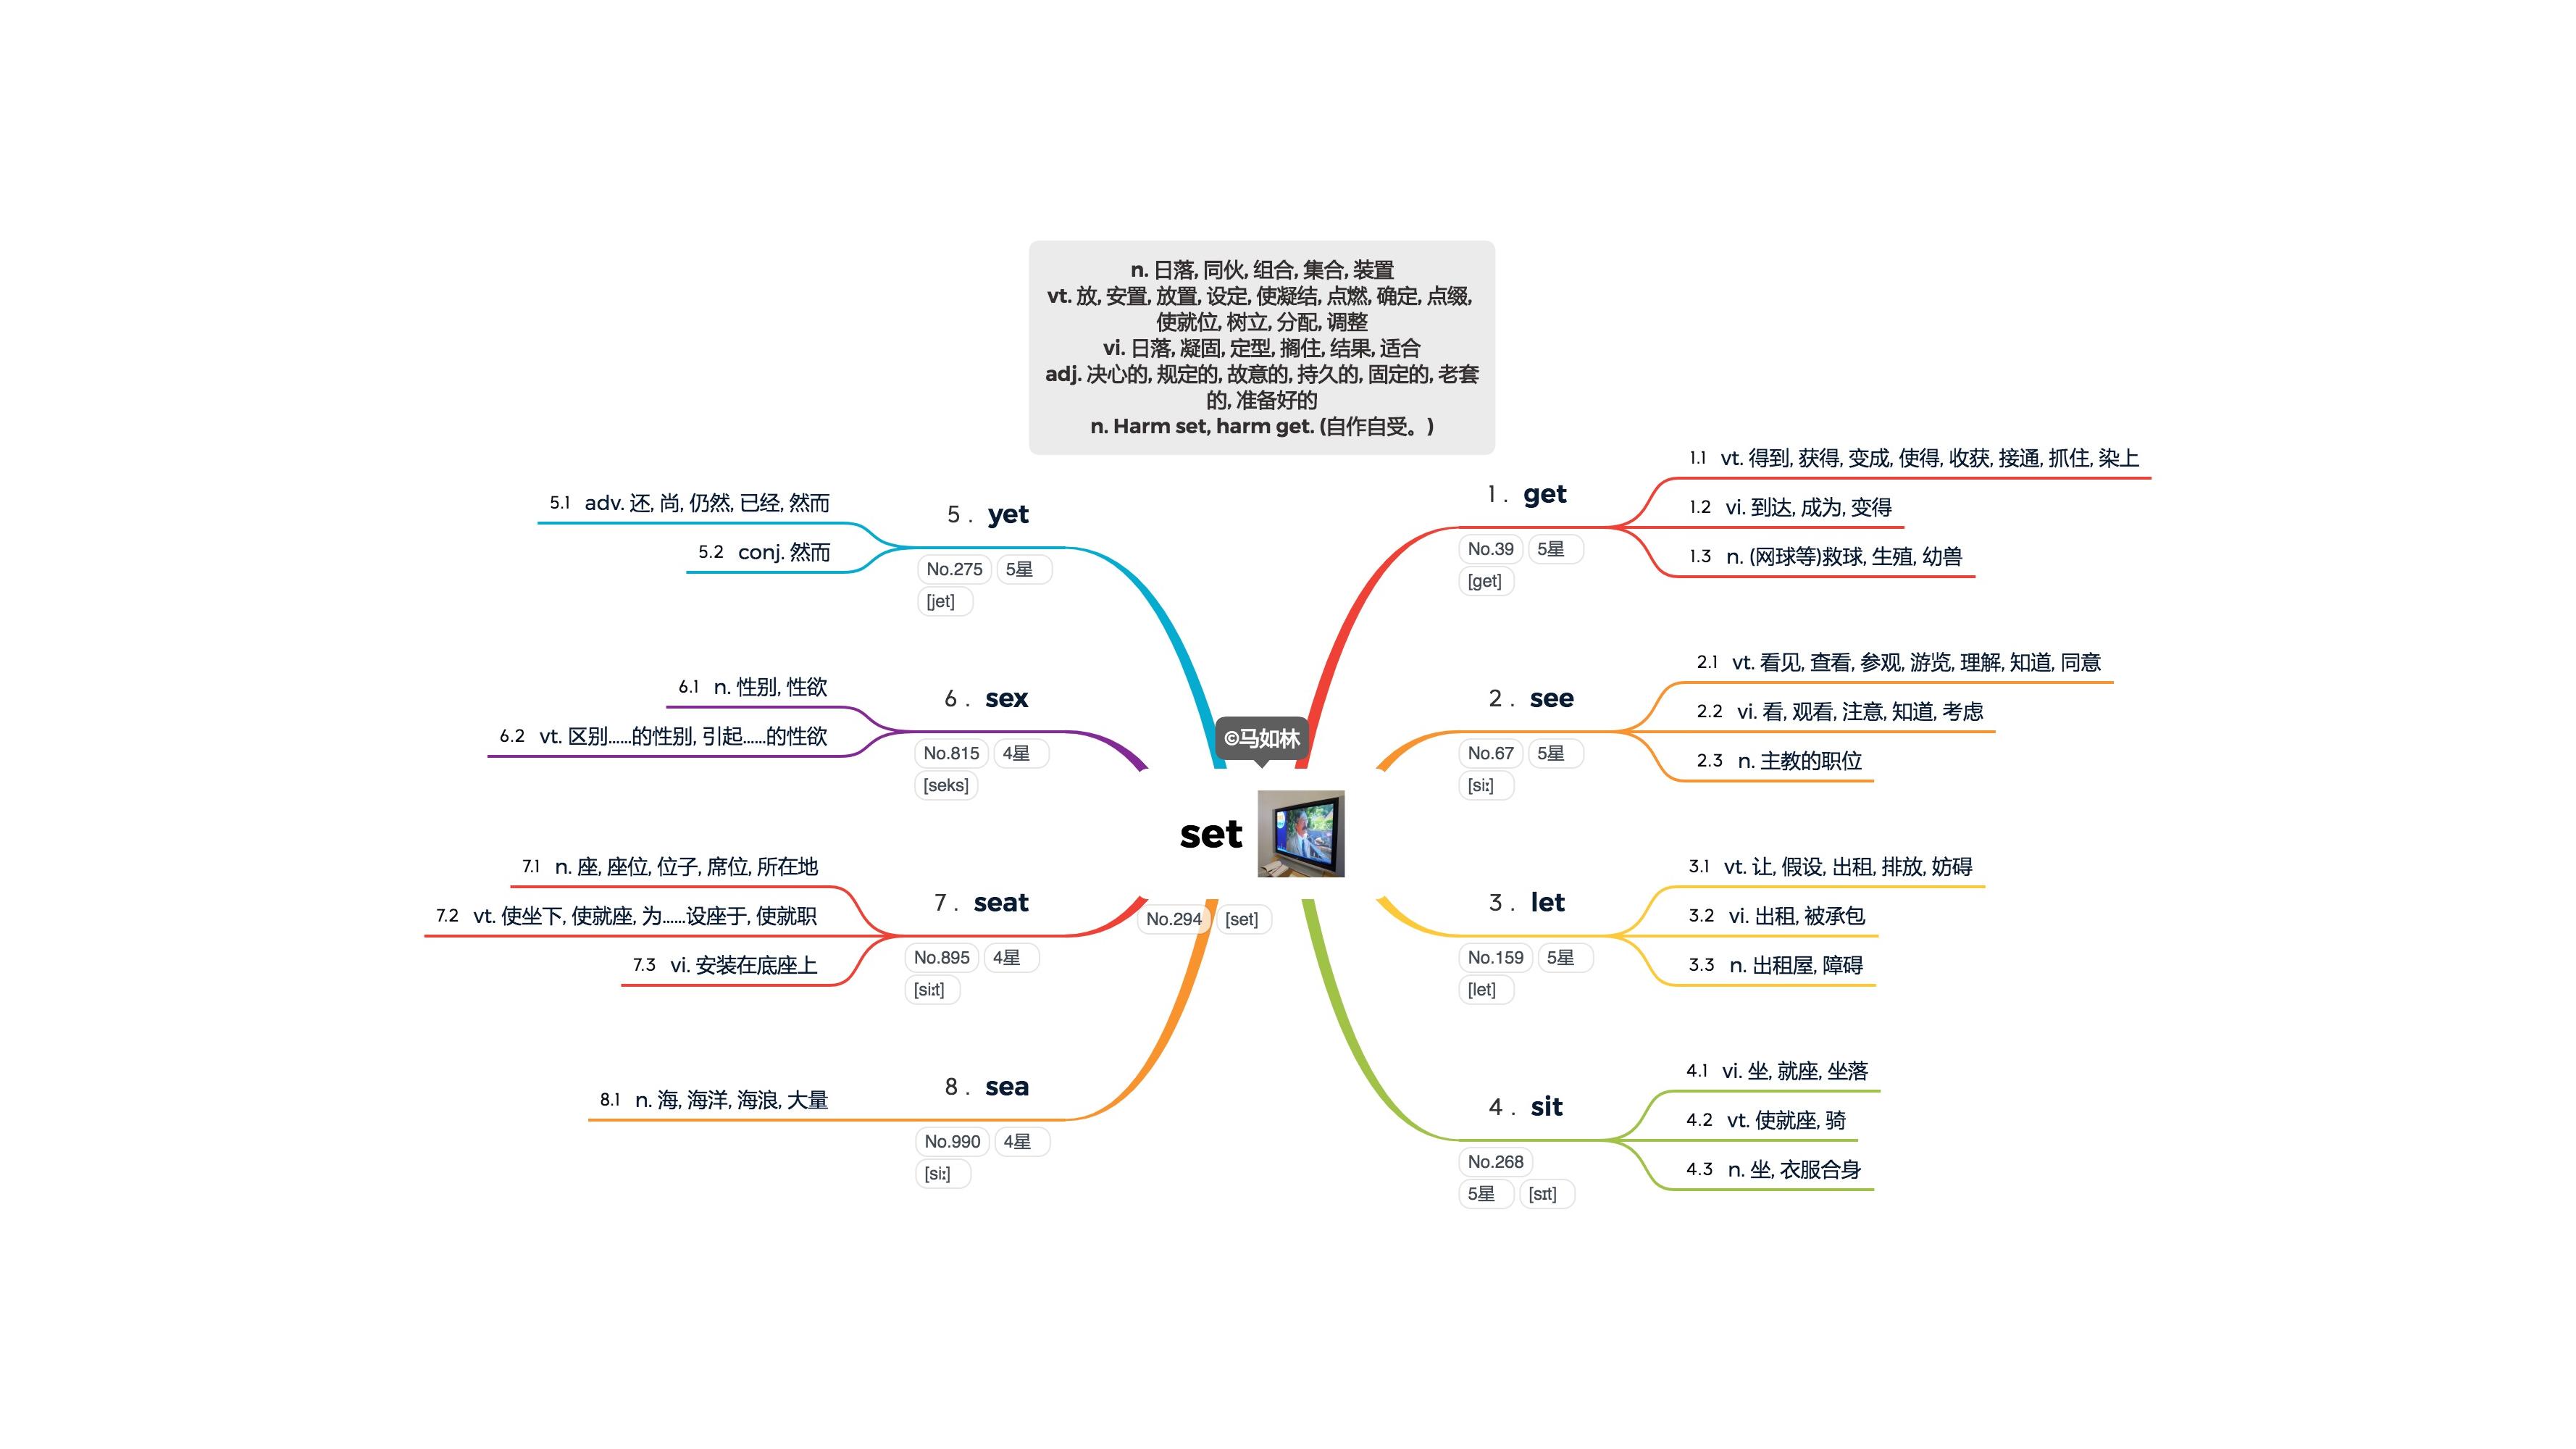 n. 日落, 同伙, 组合, 集合, 装置
vt. 放, 安置, 放置, 设定, 使凝结, 点燃, 确定, 点缀,
使就位, 树立, 分配, 调整
vi. 日落, 凝固, 定型, 搁住, 结果, 适合
adj. 决心的, 规定的, 故意的, 持久的, 固定的, 老套
的, 准备好的
n. Harm set, harm get. (自作自受。)
©马如林
set
No.294 [set]
1. get
No.39 5星
[get]
1.1 vt. 得到, 获得, 变成, 使得, 收获, 接通, 抓住, 染上
1.2 vi. 到达, 成为, 变得
1.3 n. (网球等)救球, 生殖, 幼兽
2. see
No.67 5星
[siː]
2.1 vt. 看见, 查看, 参观, 游览, 理解, 知道, 同意
2.2 vi. 看, 观看, 注意, 知道, 考虑
2.3 n. 主教的职位
3. let
No.159 5星
[let]
3.1 vt. 让, 假设, 出租, 排放, 妨碍
3.2 vi. 出租, 被承包
3.3 n. 出租屋, 障碍
4. sit
No.268
5星 [sɪt]
4.1 vi. 坐, 就座, 坐落
4.2 vt. 使就座, 骑
4.3 n. 坐, 衣服合身
5. yet
No.275 5星
[jet]
5.1 adv. 还, 尚, 仍然, 已经, 然而
5.2 conj. 然而
6. sex
No.815 4星
[seks]
6.1 n. 性别, 性欲
6.2 vt. 区别……的性别, 引起……的性欲
7. seat
No.895 4星
[siːt]
7.1 n. 座, 座位, 位子, 席位, 所在地
7.2 vt. 使坐下, 使就座, 为……设座于, 使就职
7.3 vi. 安装在底座上
8. sea
No.990 4星
[siː]
8.1 n. 海, 海洋, 海浪, 大量